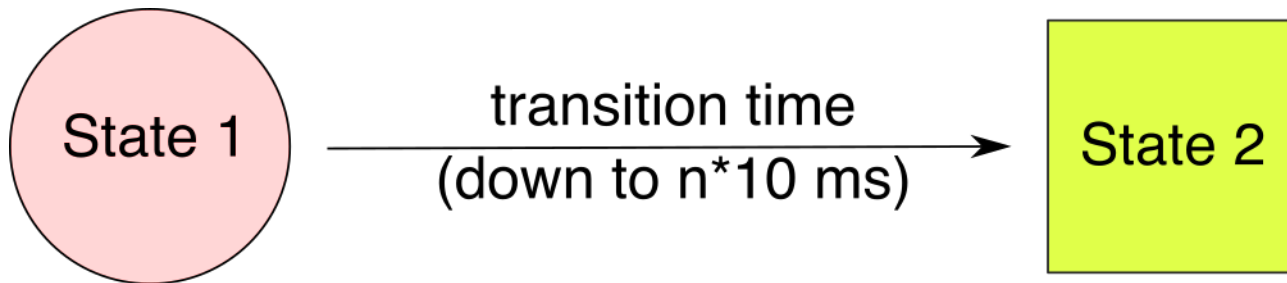 State 1
transition time
(down to n*10 ms)
State 2